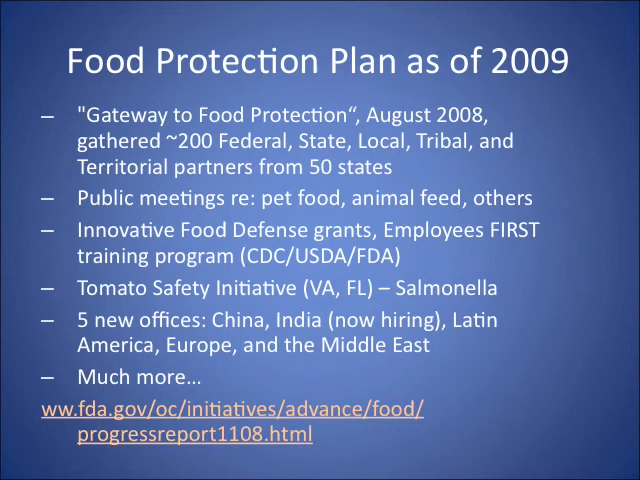 Food Protection Plan as of 2009
– "Gateway to Food Protection“, August 2008,
gathered ~200 Federal, State, Local, Tribal, and
Territorial partners from 50 states
– Public meetings re: pet food, animal feed, others
– Innovative Food Defense grants, Employees FIRST
training program (CDC/USDA/FDA)
– Tomato Safety Initiative (VA, FL) – Salmonella
– 5 new offices: China, India (now hiring), Latin
America, Europe, and the Middle East
– Much more…
ww.fda.gov/oc/initiatives/advance/food/
progressreport1108.html